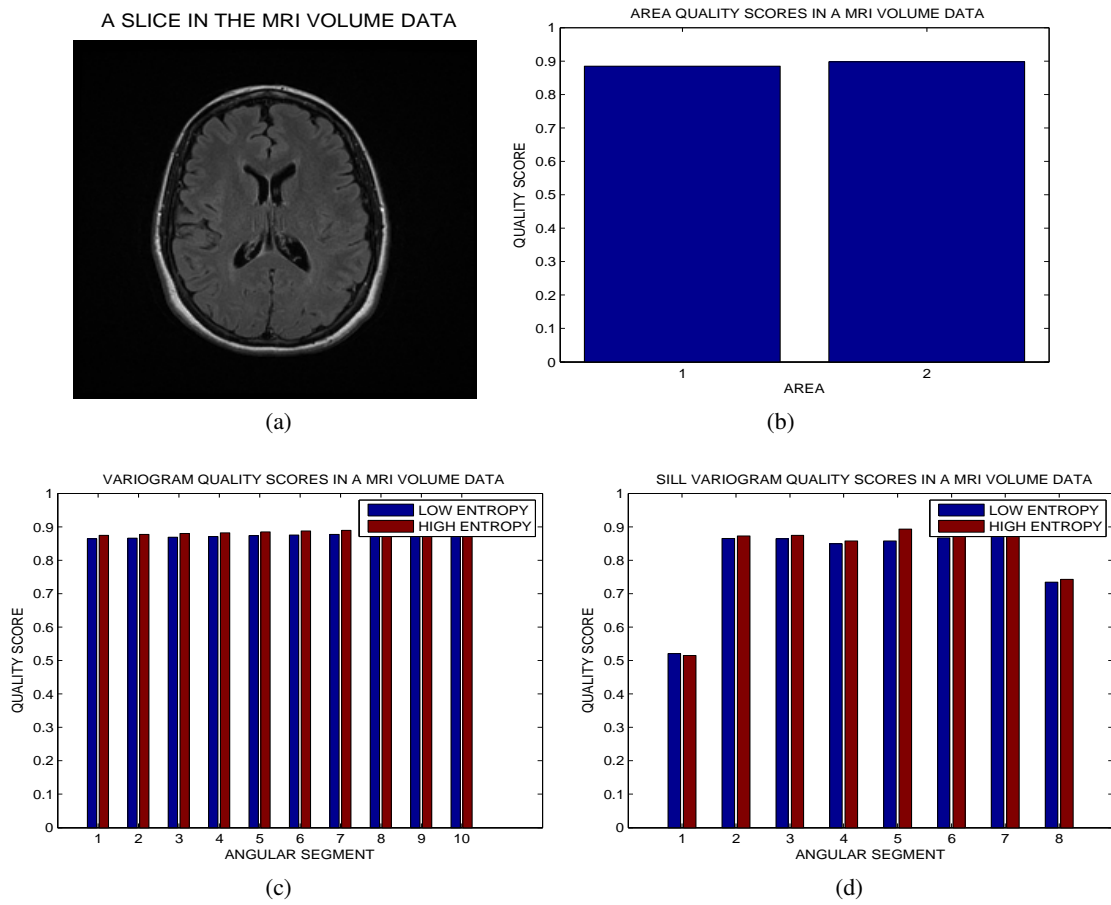 A SLICE IN THE MRI VOLUME DATA
(a)
AREA QUALITY SCORES IN A MRI VOLUME DATA
1
0.9
0.8
0.7
0.6
0.5
0.4
0.3
0.2
0.1
0
QUALITY SCORE
1 2
AREA
(b)
VARIOGRAM QUALITY SCORES IN A MRI VOLUME DATA
1
0.9
0.8
0.7
0.6
0.5
0.4
0.3
0.2
0.1
0
QUALITY SCORE
LOW ENTROPY
HIGH ENTROPY
1 2 3 4 5 6 7 8 9 10
ANGULAR SEGMENT
(c)
SILL VARIOGRAM QUALITY SCORES IN A MRI VOLUME DATA
1
0.9
0.8
0.7
0.6
0.5
0.4
0.3
0.2
0.1
0
QUALITY SCORE
LOW ENTROPY
HIGH ENTROPY
1 2 3 4 5 6 7 8
ANGULAR SEGMENT
(d)